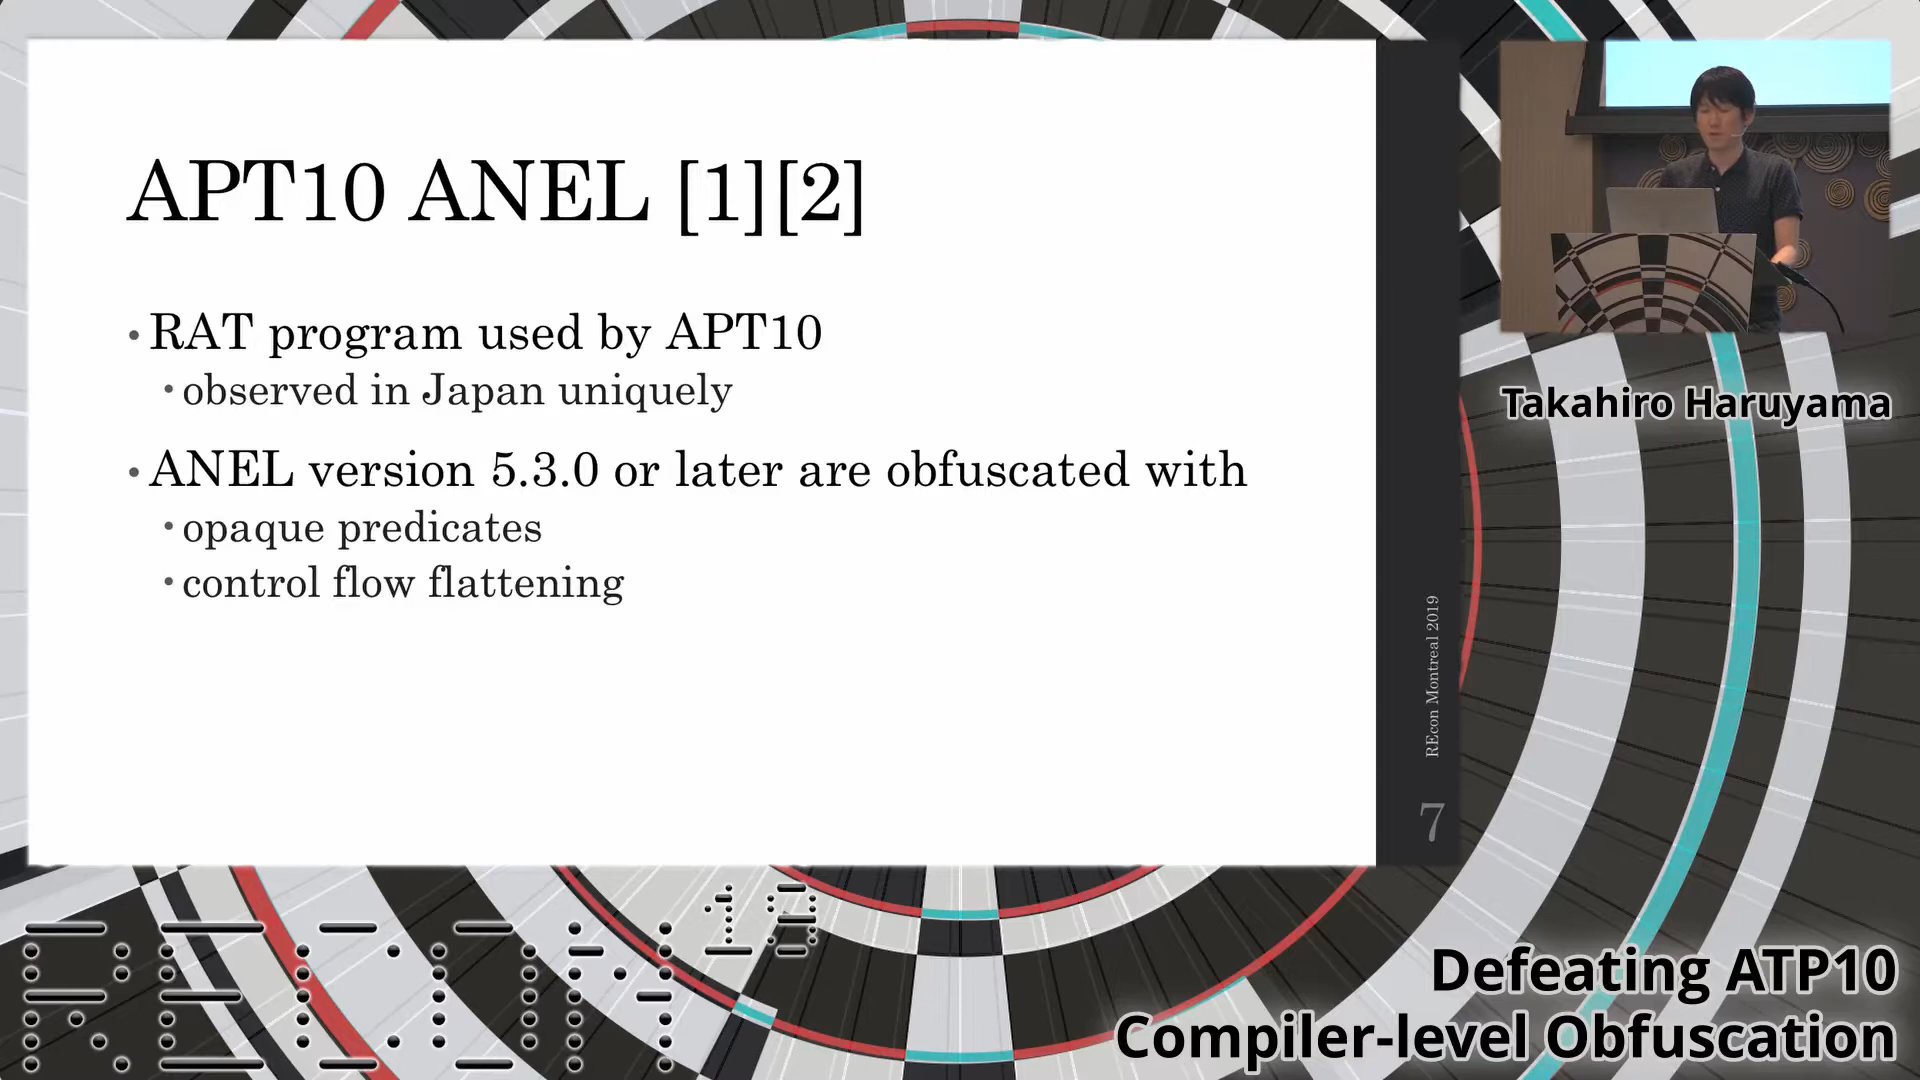 APT10 ANEL [1][2]
• RAT program used by APT10
• observed in Japan uniquely
• ANEL version 5.3.0 or later are obfuscated with
• opaque predicates
• control flow flattening
REcon Montreal 2019
7
Takahiro Haruyama
RECON19
Defeating ATP10
Compiler-level Obfuscation